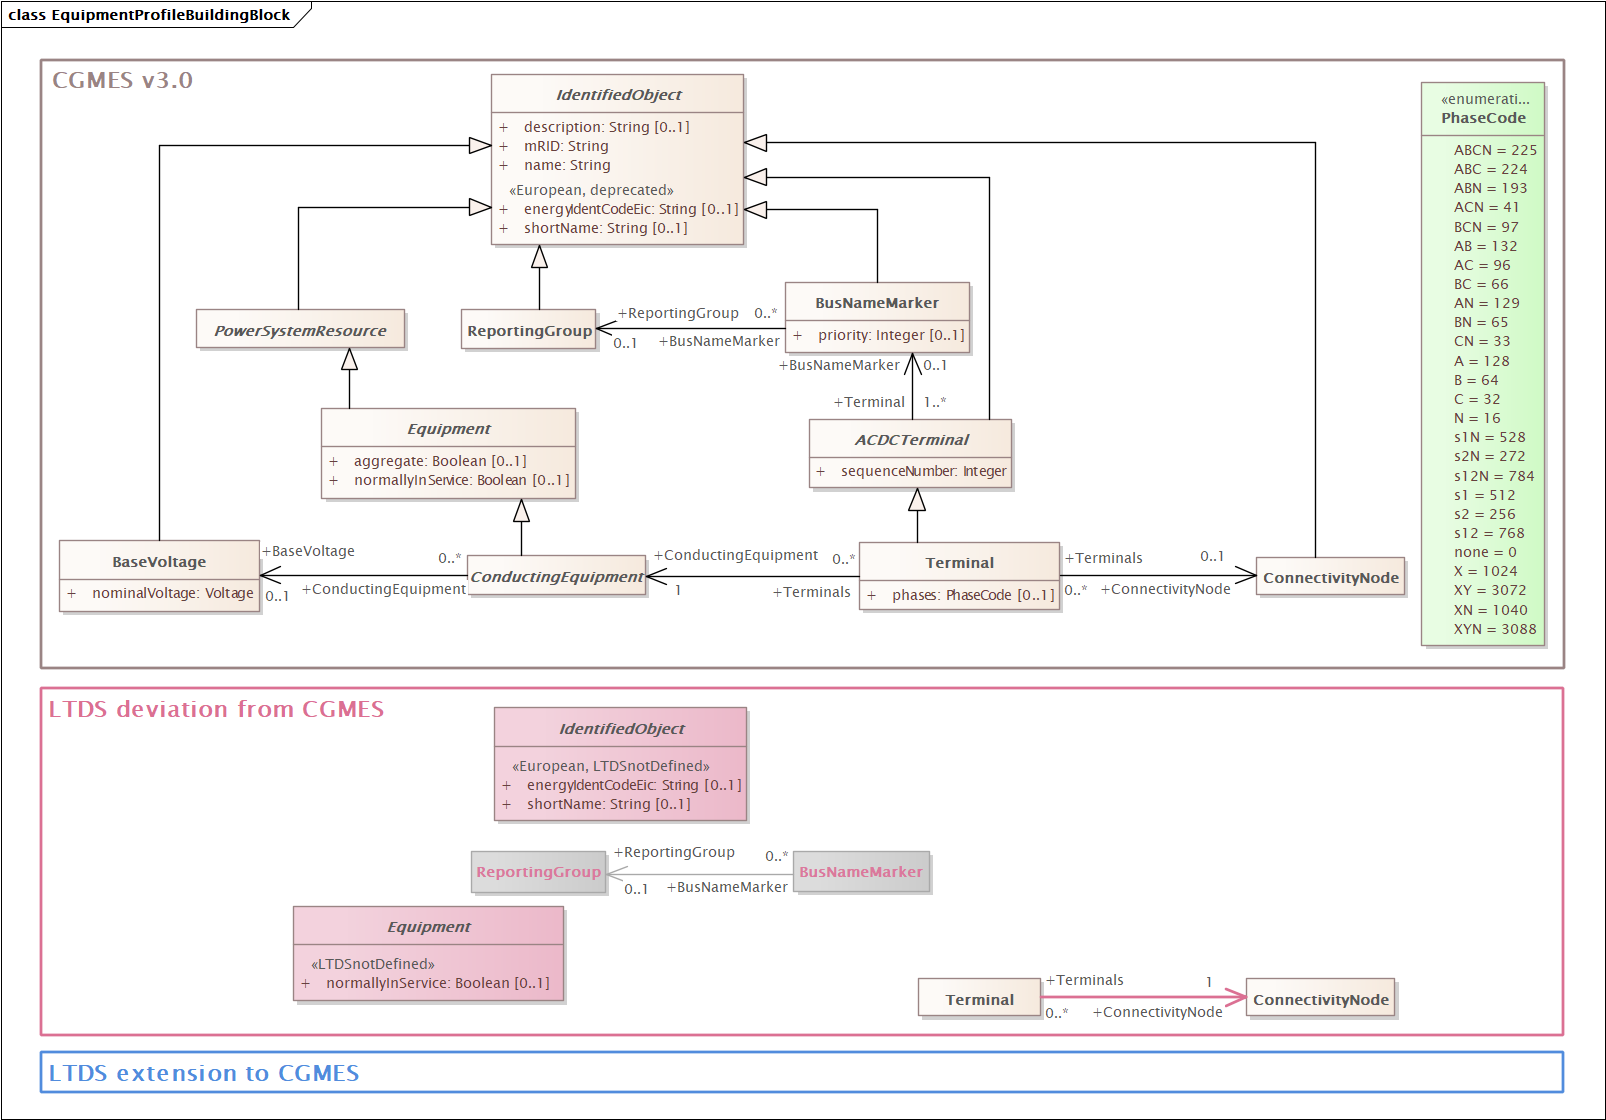 class EquipmentProfileBuildingBlock
CGMES v3.0
IdentifiedObject
+ description: String [0..1]
+ mRID: String
+ name: String
«European, deprecated»
+ energyIdentCodeEic: String [0..1]
+ shortName: String [0..1]
«enumerati...
PhaseCode
ABCN = 225
ABC = 224
ABN = 193
ACN = 41
BCN = 97
AB = 132
AC = 96
BC = 66
AN = 129
BN = 65
CN = 33
A = 128
B = 64
C = 32
N = 16
s1N = 528
s2N = 272
s12N = 784
s1 = 512
s2 = 256
s12 = 768
none = 0
X = 1024
XY = 3072
XN = 1040
XYN = 3088
PowerSystemResource
ReportingGroup
+ReportingGroup 0..*
0..1 +BusNameMarker
BusNameMarker
+ priority: Integer [0..1]
+BusNameMarker 0..1
+Terminal 1..*
Equipment
+ aggregate: Boolean [0..1]
+ normallyInService: Boolean [0..1]
ACDCTerminal
+ sequenceNumber: Integer
BaseVoltage
+ nominalVoltage: Voltage
+BaseVoltage 0..*
0..1 +ConductingEquipment
ConductingEquipment
+ConductingEquipment 0..*
1 +Terminals
Terminal
+ phases: PhaseCode [0..1]
+Terminals 0..1
0..* +ConnectivityNode
ConnectivityNode
LTDS deviation from CGMES
IdentifiedObject
«European, LTDSnotDefined»
+ energyIdentCodeEic: String [0..1]
+ shortName: String [0..1]
ReportingGroup
+ReportingGroup 0..*
0..1 +BusNameMarker
BusNameMarker
Equipment
«LTDSnotDefined»
+ normallyInService: Boolean [0..1]
Terminal
+Terminals 1
0..* +ConnectivityNode
ConnectivityNode
LTDS extension to CGMES